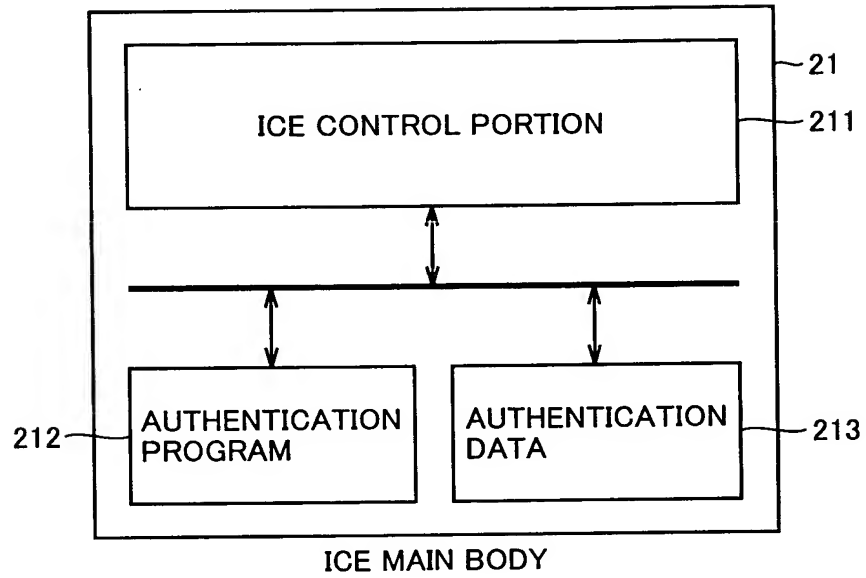 21
ICE CONTROL PORTION
211
AUTHENTICATION
PROGRAM
212
AUTHENTICATION
DATA
213
ICE MAIN BODY